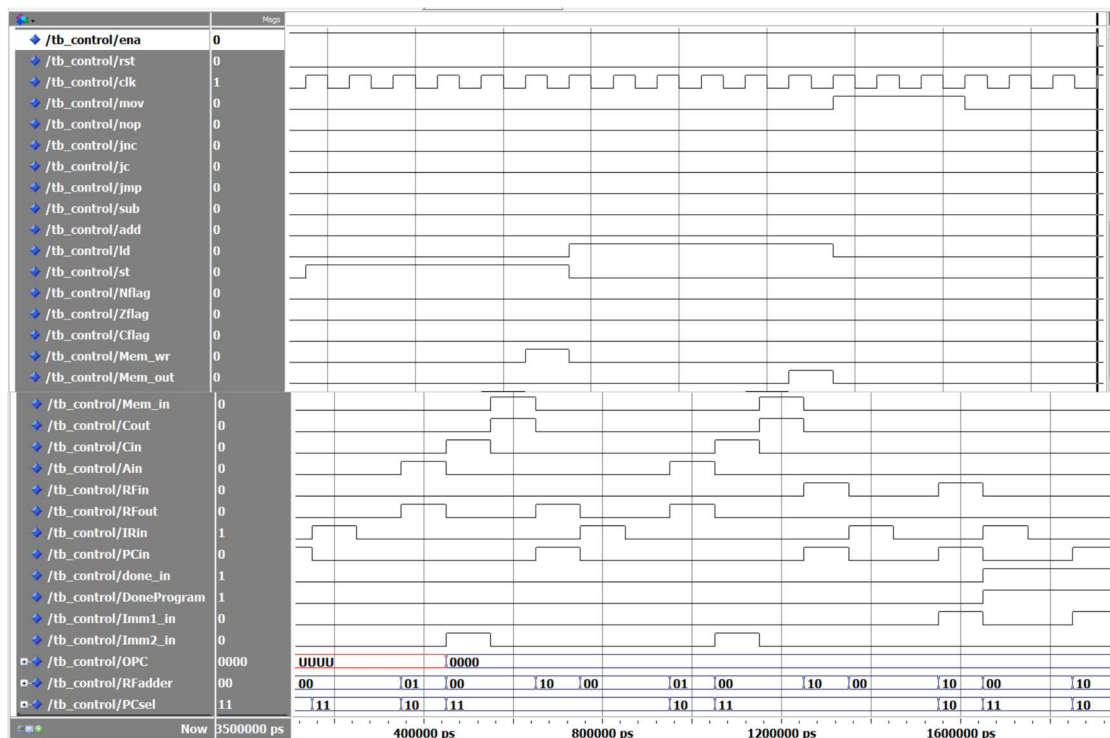 Msgs
/tb_control/ena 0
/tb_control/rst 0
/tb_control/clk 1
/tb_control/mov 0
/tb_control/nop 0
/tb_control/jnc 0
/tb_control/jc 0
/tb_control/jmp 0
/tb_control/sub 0
/tb_control/add 0
/tb_control/ld 0
/tb_control/st 0
/tb_control/Nflag 0
/tb_control/Zflag 0
/tb_control/Cflag 0
/tb_control/Mem_wr 0
/tb_control/Mem_out 0
/tb_control/Mem_in 0
/tb_control/Cout 0
/tb_control/Cin 0
/tb_control/Ain 0
/tb_control/RFin 0
/tb_control/RFout 0
/tb_control/IRin 1
/tb_control/PCin 0
/tb_control/done_in 1
/tb_control/DoneProgram 1
/tb_control/Imm1_in 0
/tb_control/Imm2_in 0
/tb_control/OPC 0000 UUUU 0000
/tb_control/RFadder 00 00 01 00 10 00 01 00 10 00 10 00 10
/tb_control/PCsel 11 11 10 11 10 11 10 11 10
Now 3500000 ps 400000 ps 800000 ps 1200000 ps 1600000 ps